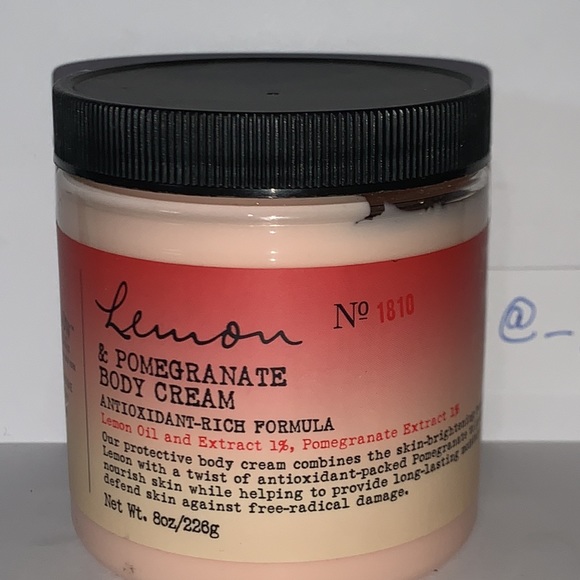 Lemon
Nº 1810
& POMEGRANATE
BODY CREAM
ANTIOXIDANT-RICH FORMULA
Lemon Oil and Extract 1%, Pomegranate Extract 1%
Our protective body cream combines the skin-brightening
Lemon with a twist of antioxidant-packed Pomegranate
nourish skin while helping to provide long-lasting
defend skin against free-radical damage.
Net Wt. 8oz/226g
@_